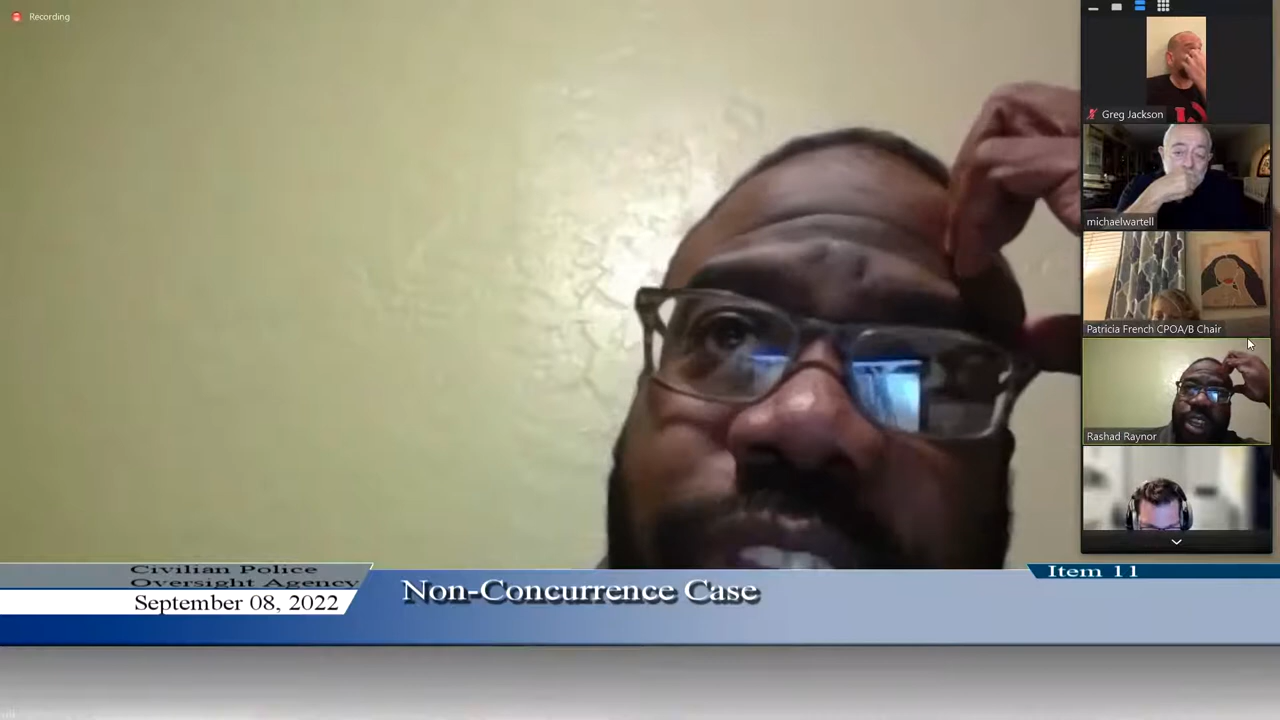 Recording
Greg Jackson
michaelwartell
Patricia French CPOA/B Chair
Rashad Raynor
Civilian Police
Oversight Agency
September 08, 2022
Non-Concurrence Case
Item 11